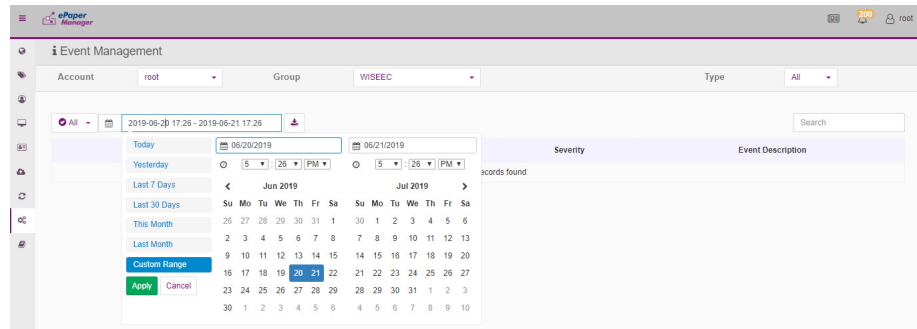 ePaper
Manager
200
root
i Event Management
Account root Group WISEEC Type All
All 2019-06-20 17:26 - 2019-06-21 17:26 Search
Severity Event Description
ecords found
Today
Yesterday
Last 7 Days
Last 30 Days
This Month
Last Month
Custom Range
Apply Cancel
06/20/2019
5 : 26 PM
Jun 2019
Su Mo Tu We Th Fr Sa
26 27 28 29 30 31 1
2 3 4 5 6 7 8
9 10 11 12 13 14 15
16 17 18 19 20 21 22
23 24 25 26 27 28 29
30 1 2 3 4 5 6
06/21/2019
5 : 26 PM
Jul 2019
Su Mo Tu We Th Fr Sa
30 1 2 3 4 5 6
7 8 9 10 11 12 13
14 15 16 17 18 19 20
21 22 23 24 25 26 27
28 29 30 31 1 2 3
4 5 6 7 8 9 10